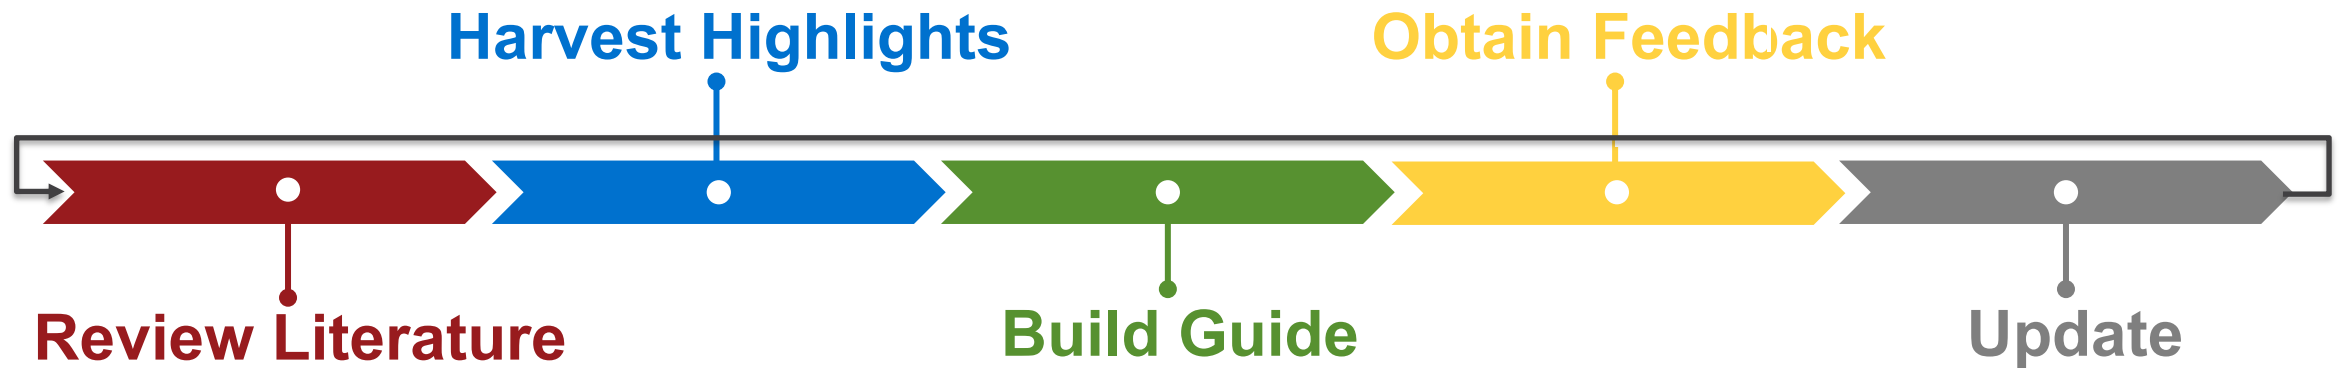 Harvest Highlights
Obtain Feedback
Review Literature
Build Guide
Update